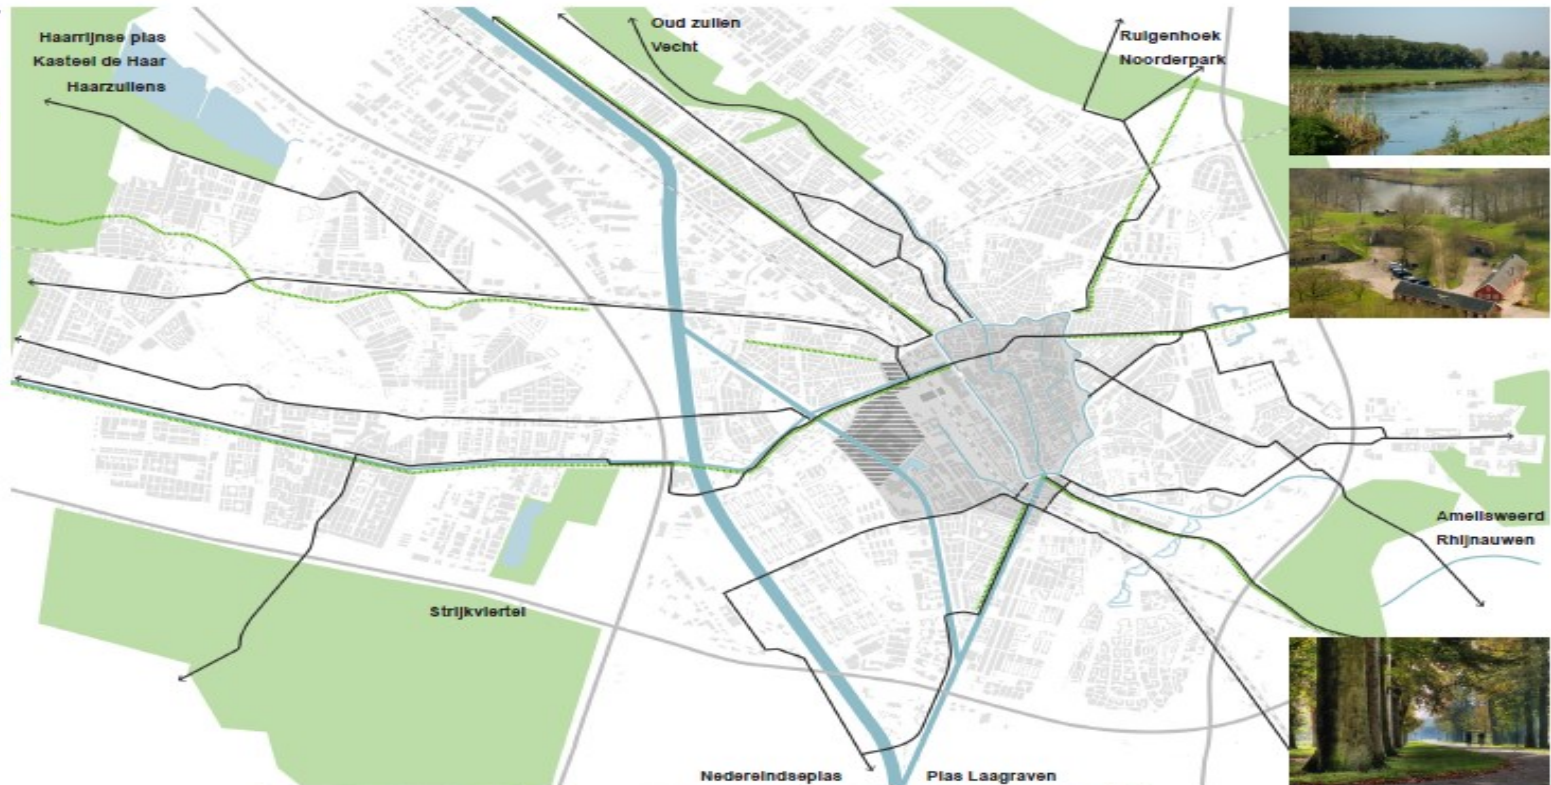 Haarrijnse plas
Kasteel de Haar
Haarzuilens
Oud zuilen
Vecht
Ruigenhoek
Noorderpark
Amelisweerd
Rhijnauwen
Strijkviertel
Nedereindseplas
Plas Laagraven